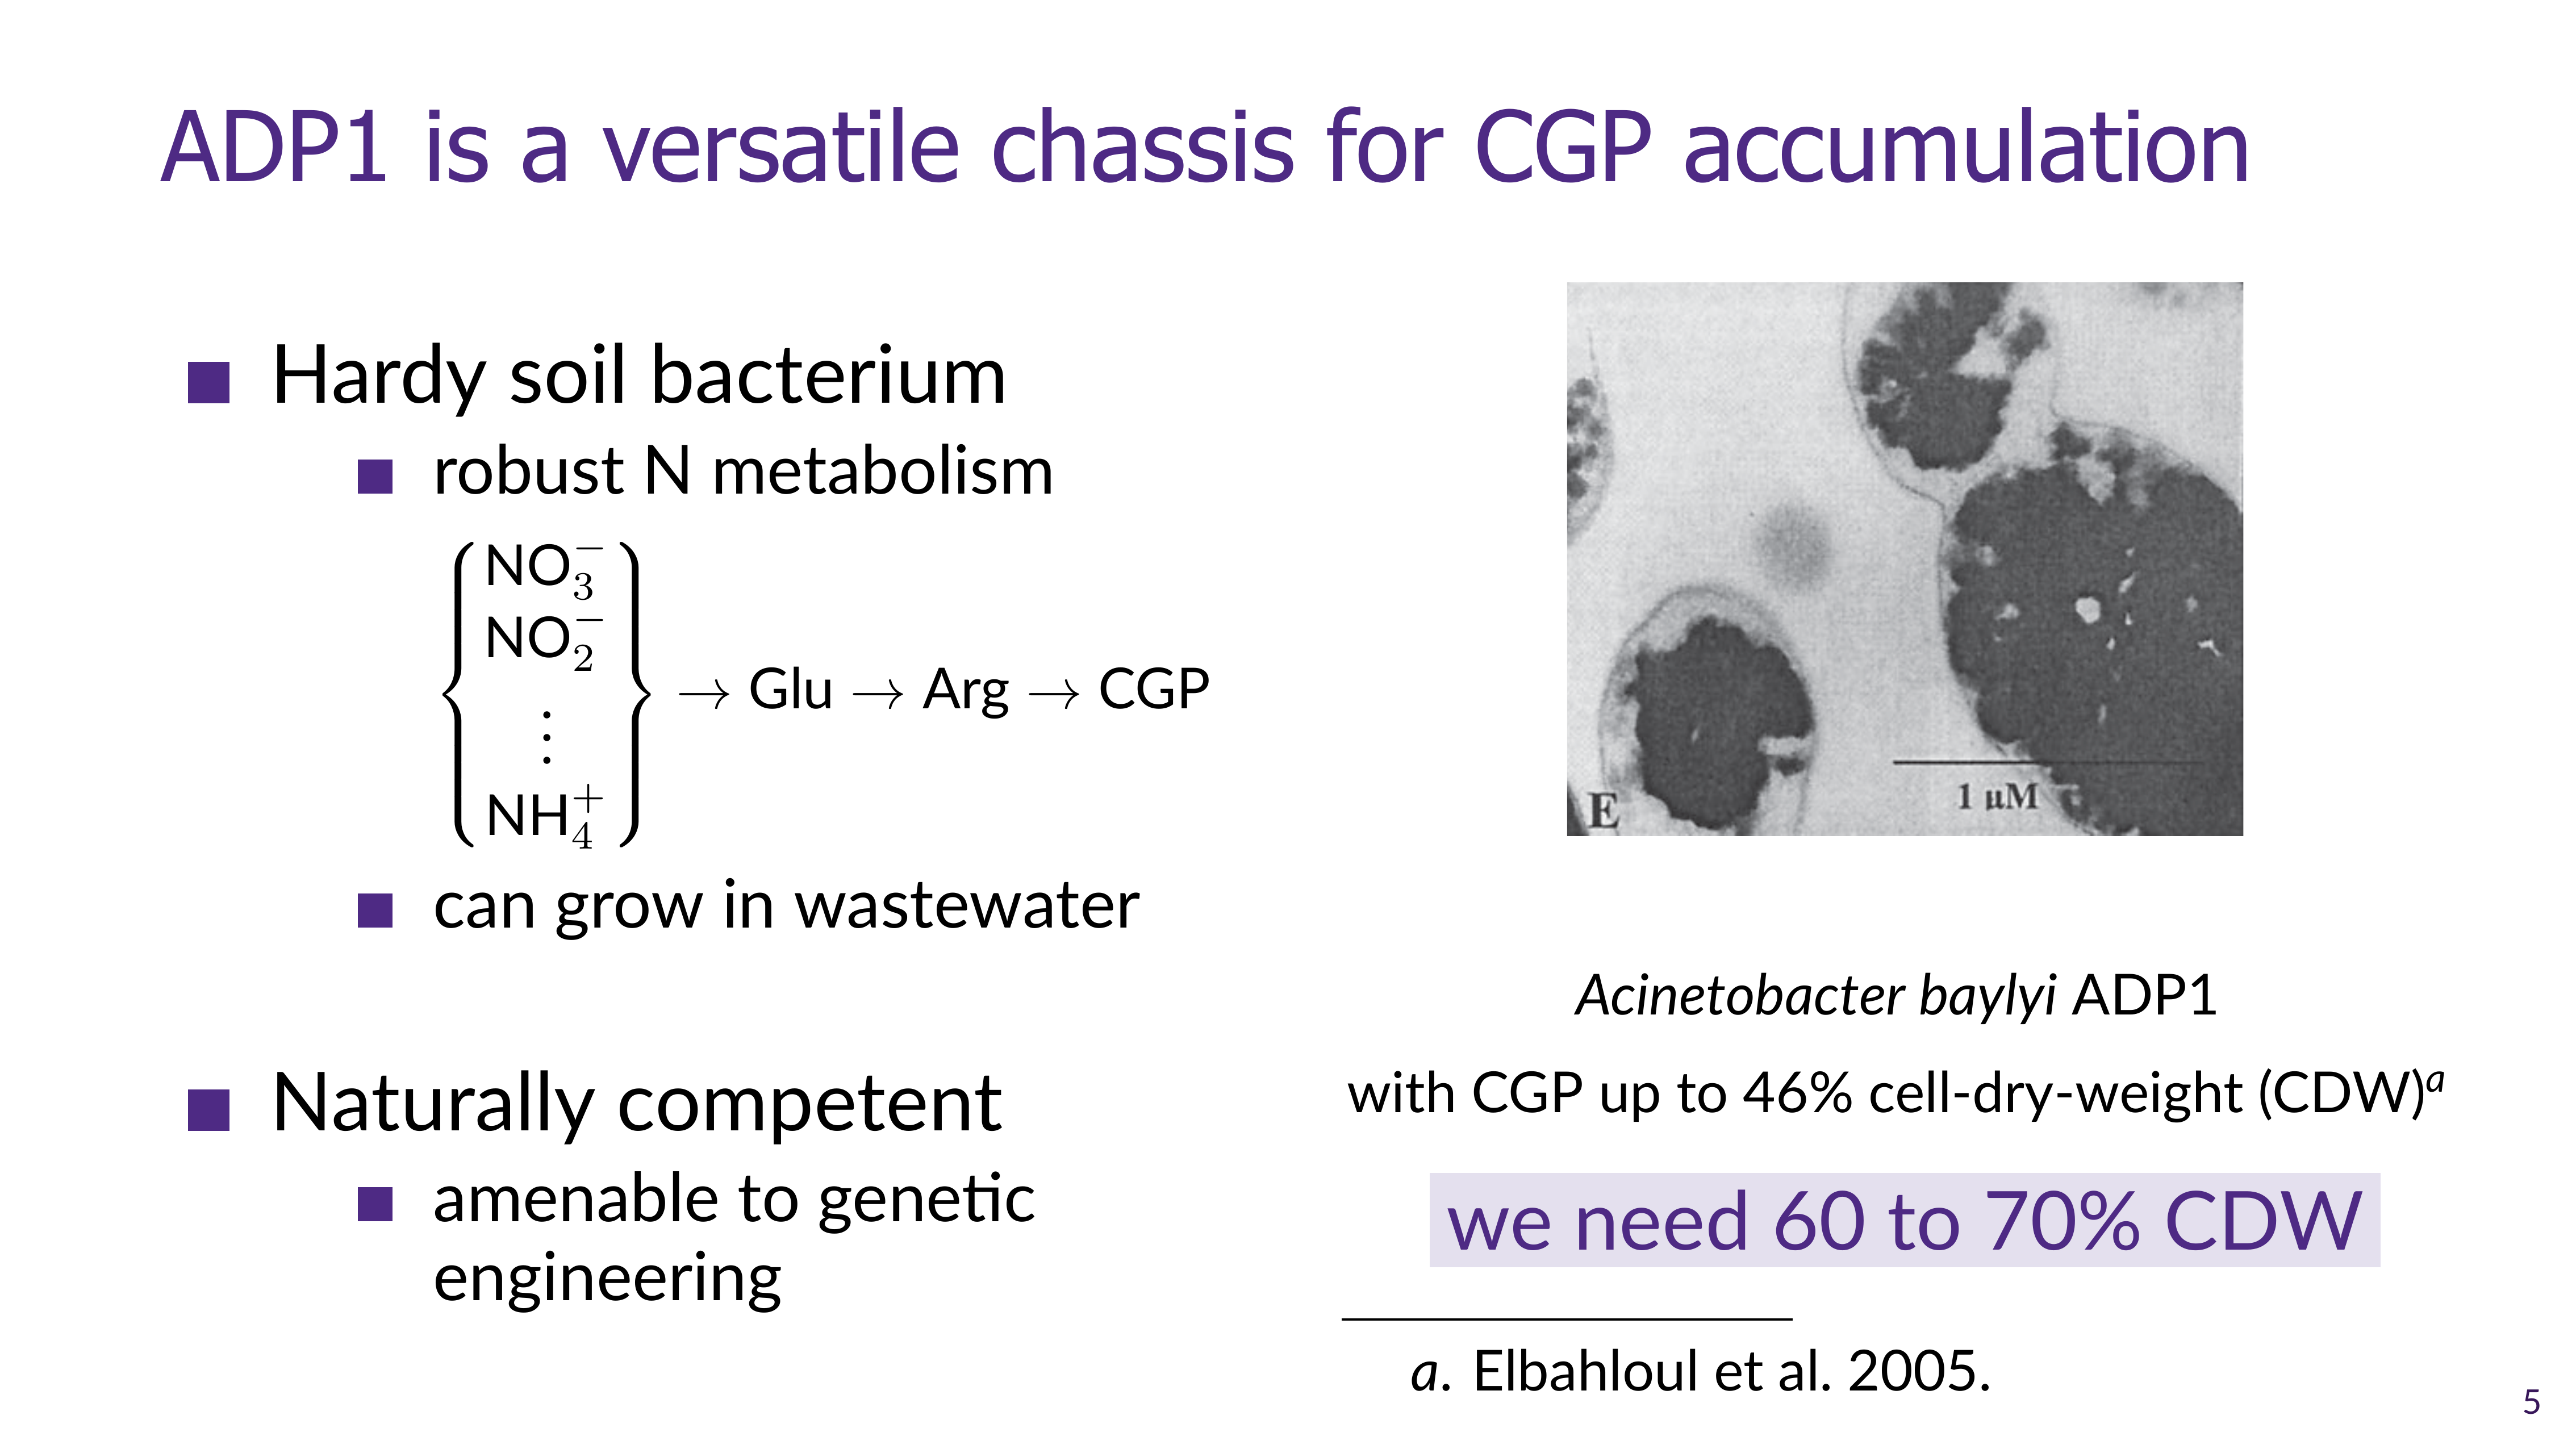 ADP1 is a versatile chassis for CGP accumulation
■ Hardy soil bacterium
■ robust N metabolism
{NO₃⁻
NO₂⁻
⋮
NH₄⁺} → Glu → Arg → CGP
■ can grow in wastewater
■ Naturally competent
■ amenable to genetic
engineering
E
1 µM
Acinetobacter baylyi ADP1
with CGP up to 46% cell-dry-weight (CDW)ᵃ
we need 60 to 70% CDW
a. Elbahloul et al. 2005.
5